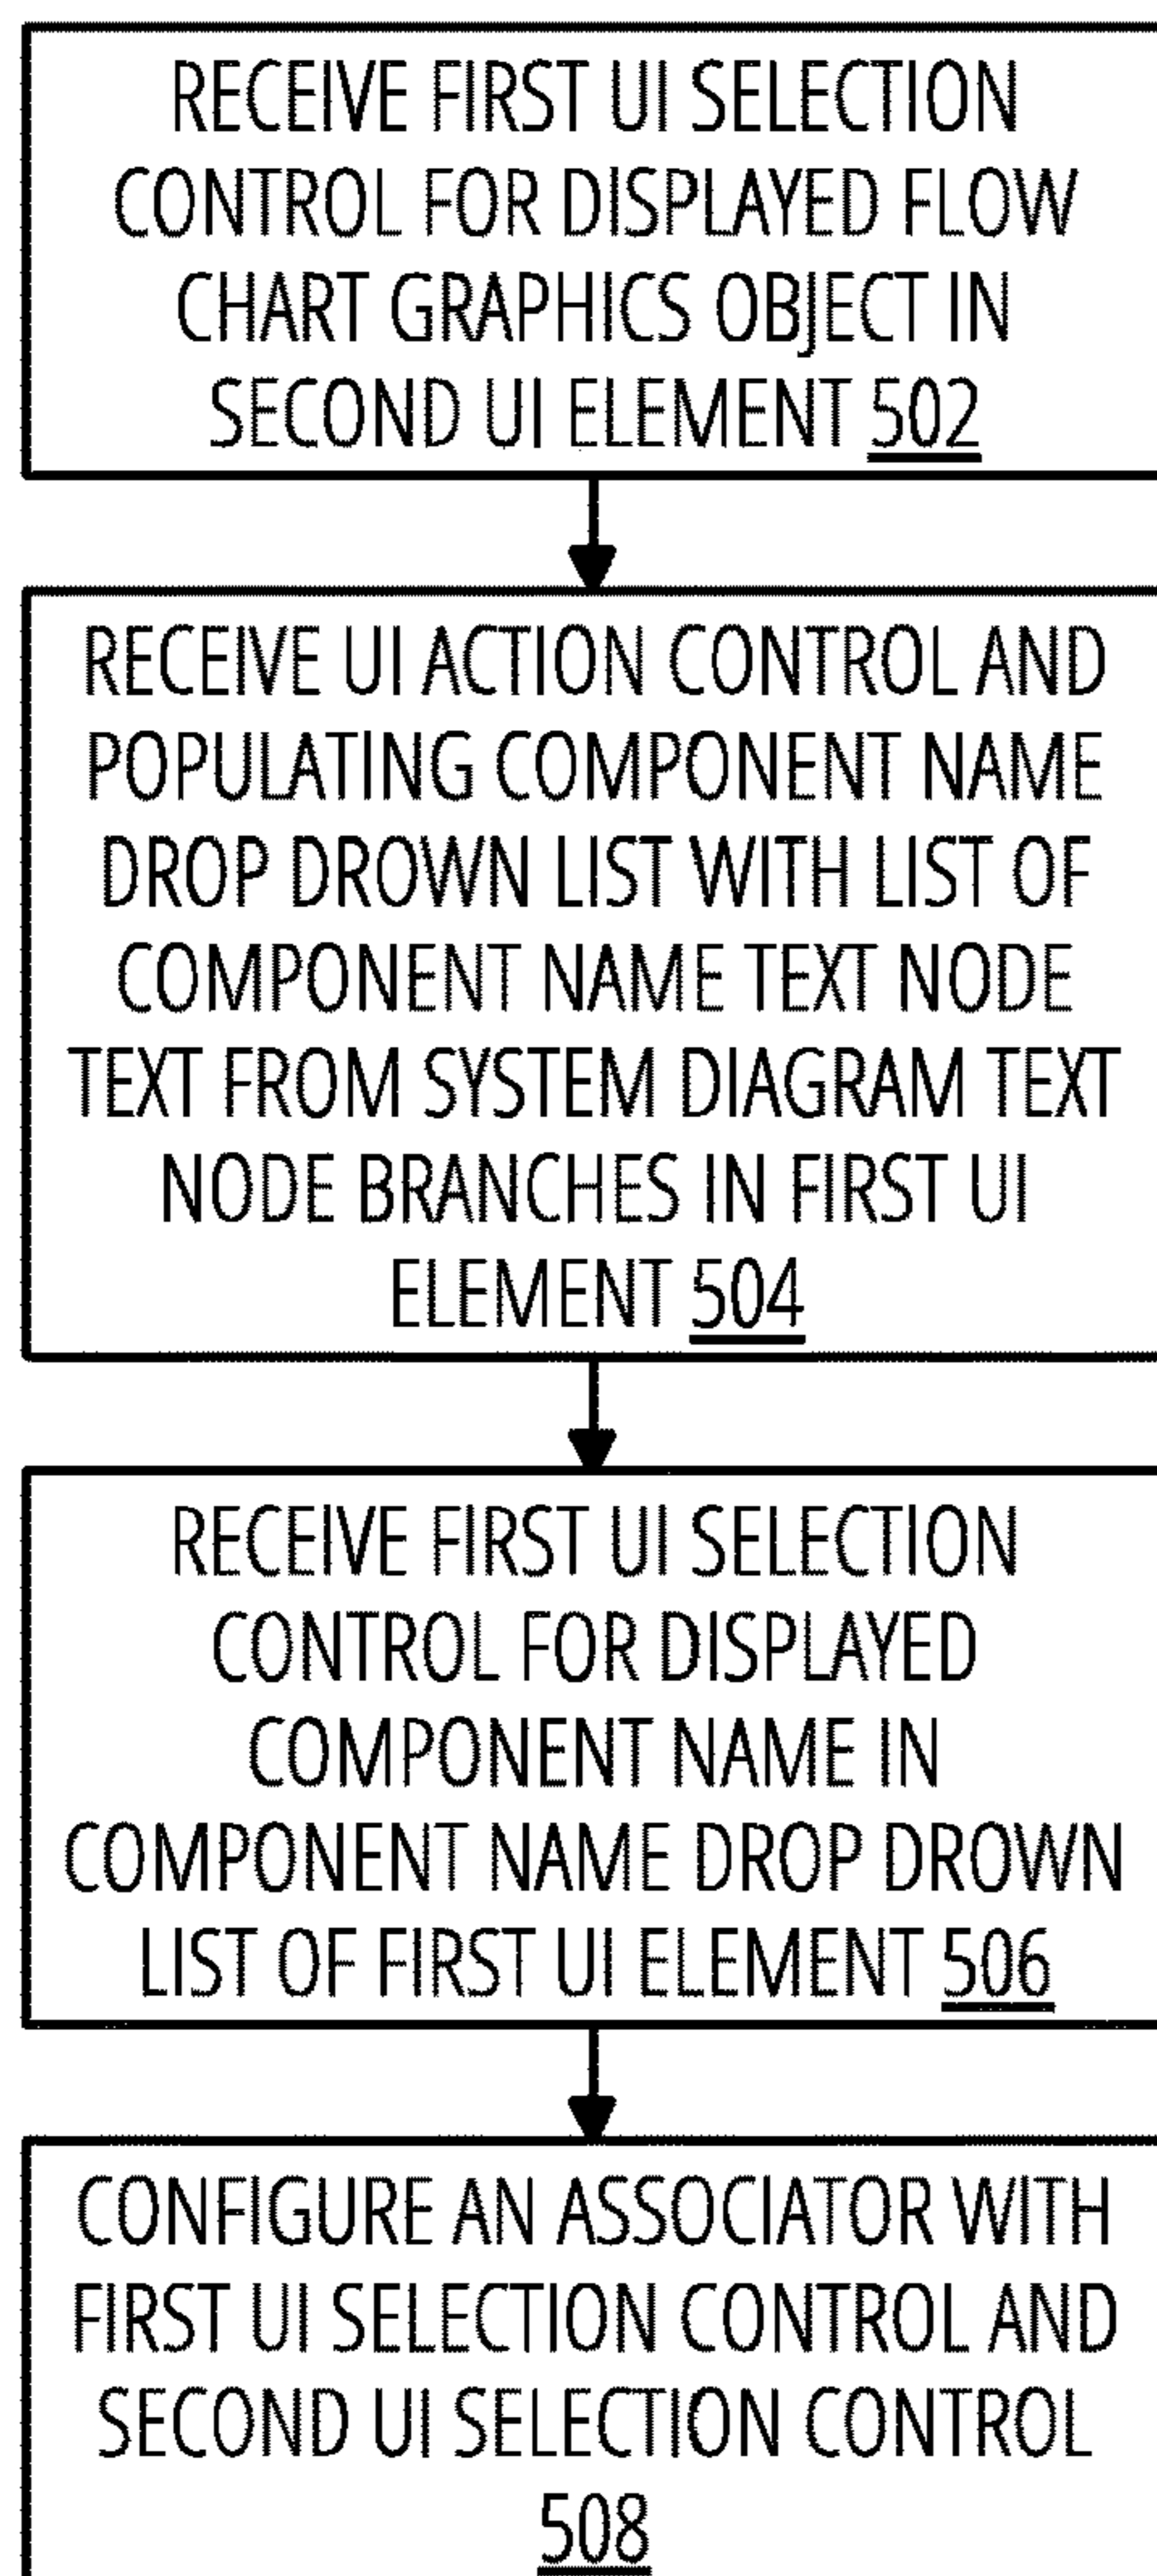 RECEIVE FIRST UI SELECTION
CONTROL FOR DISPLAYED FLOW
CHART GRAPHICS OBJECT IN
SECOND UI ELEMENT 502
RECEIVE UI ACTION CONTROL AND
POPULATING COMPONENT NAME
DROP DROWN LIST WITH LIST OF
COMPONENT NAME TEXT NODE
TEXT FROM SYSTEM DIAGRAM TEXT
NODE BRANCHES IN FIRST UI
ELEMENT 504
RECEIVE FIRST UI SELECTION
CONTROL FOR DISPLAYED
COMPONENT NAME IN
COMPONENT NAME DROP DROWN
LIST OF FIRST UI ELEMENT 506
CONFIGURE AN ASSOCIATOR WITH
FIRST UI SELECTION CONTROL AND
SECOND UI SELECTION CONTROL
508